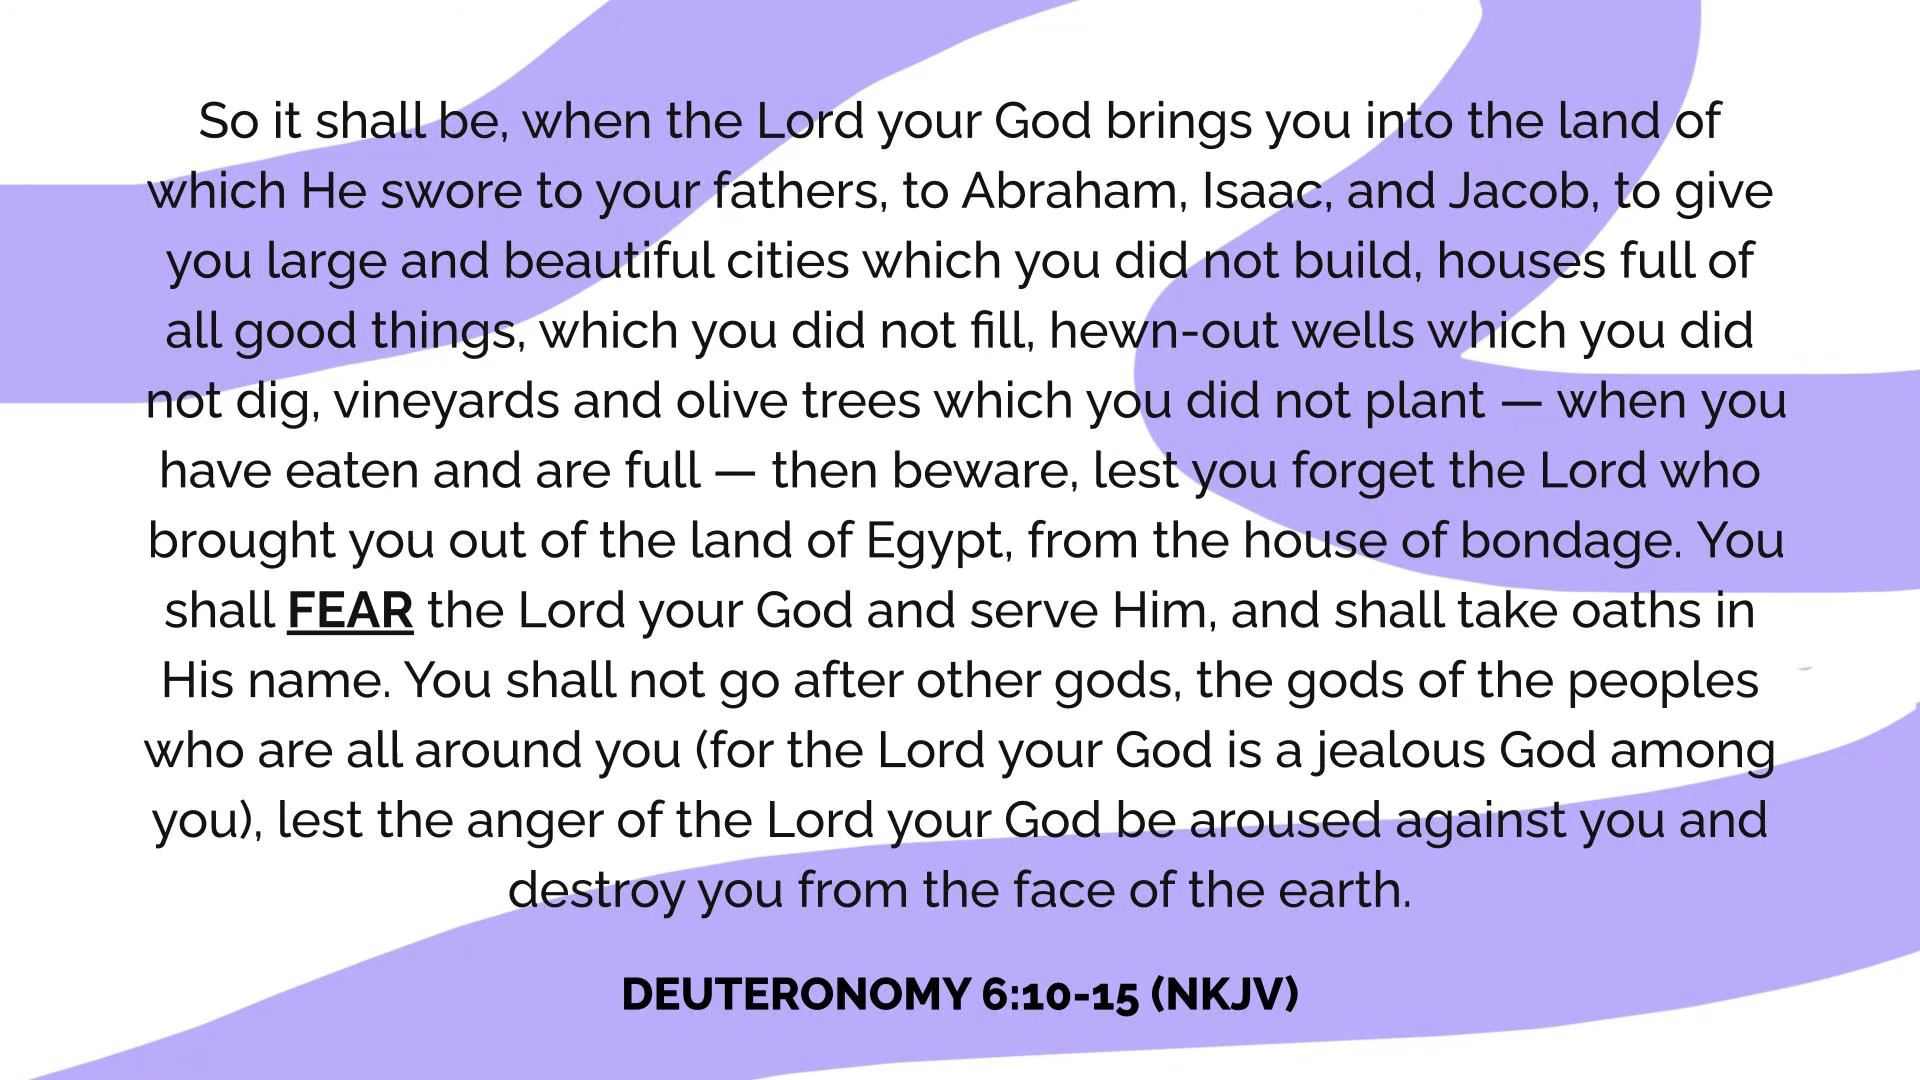 So it shall be, when the Lord your God brings you into the land of
which He swore to your fathers, to Abraham, Isaac, and Jacob, to give
you large and beautiful cities which you did not build, houses full of
all good things, which you did not fill, hewn-out wells which you did
not dig, vineyards and olive trees which you did not plant — when you
have eaten and are full — then beware, lest you forget the Lord who
brought you out of the land of Egypt, from the house of bondage. You
shall FEAR the Lord your God and serve Him, and shall take oaths in
His name. You shall not go after other gods, the gods of the peoples
who are all around you (for the Lord your God is a jealous God among
you), lest the anger of the Lord your God be aroused against you and
destroy you from the face of the earth.
DEUTERONOMY 6:10-15 (NKJV)